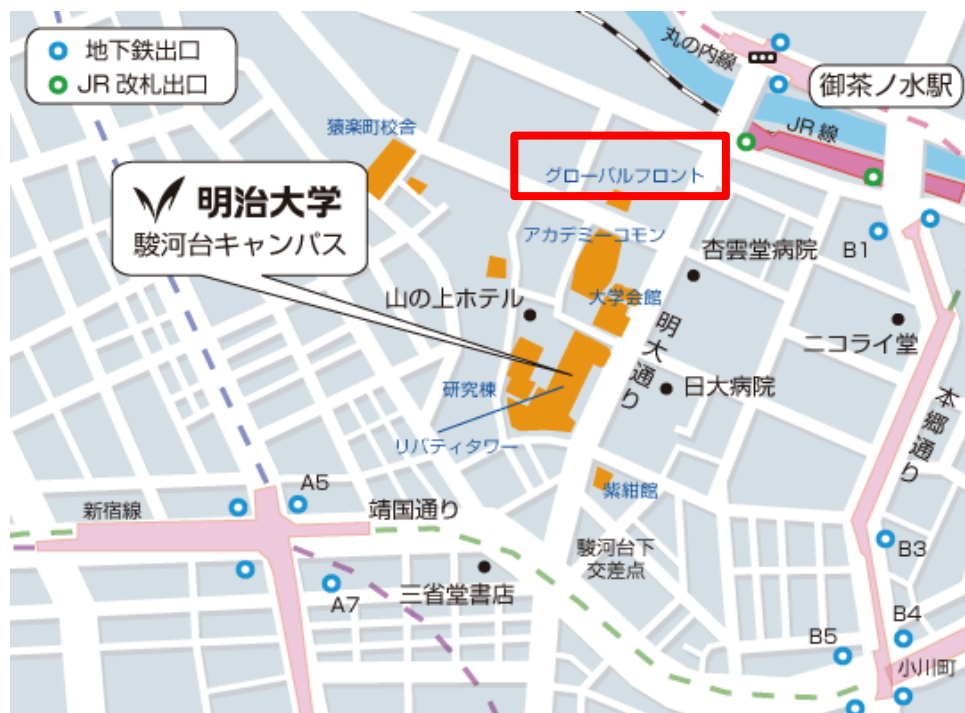 地下鉄出口
JR 改札出口
丸の内線
御茶ノ水駅
JR 線
猿楽町校舎
グローバルフロント
明治大学
駿河台キャンパス
アカデミーコモン
杏雲堂病院
B1
山の上ホテル
大学会館
ニコライ堂
明大通り
研究棟
日大病院
本郷通り
リバティタワー
紫紺館
A5
新宿線
靖国通り
駿河台下
交差点
B3
三省堂書店
A7
B4
B5
小川町